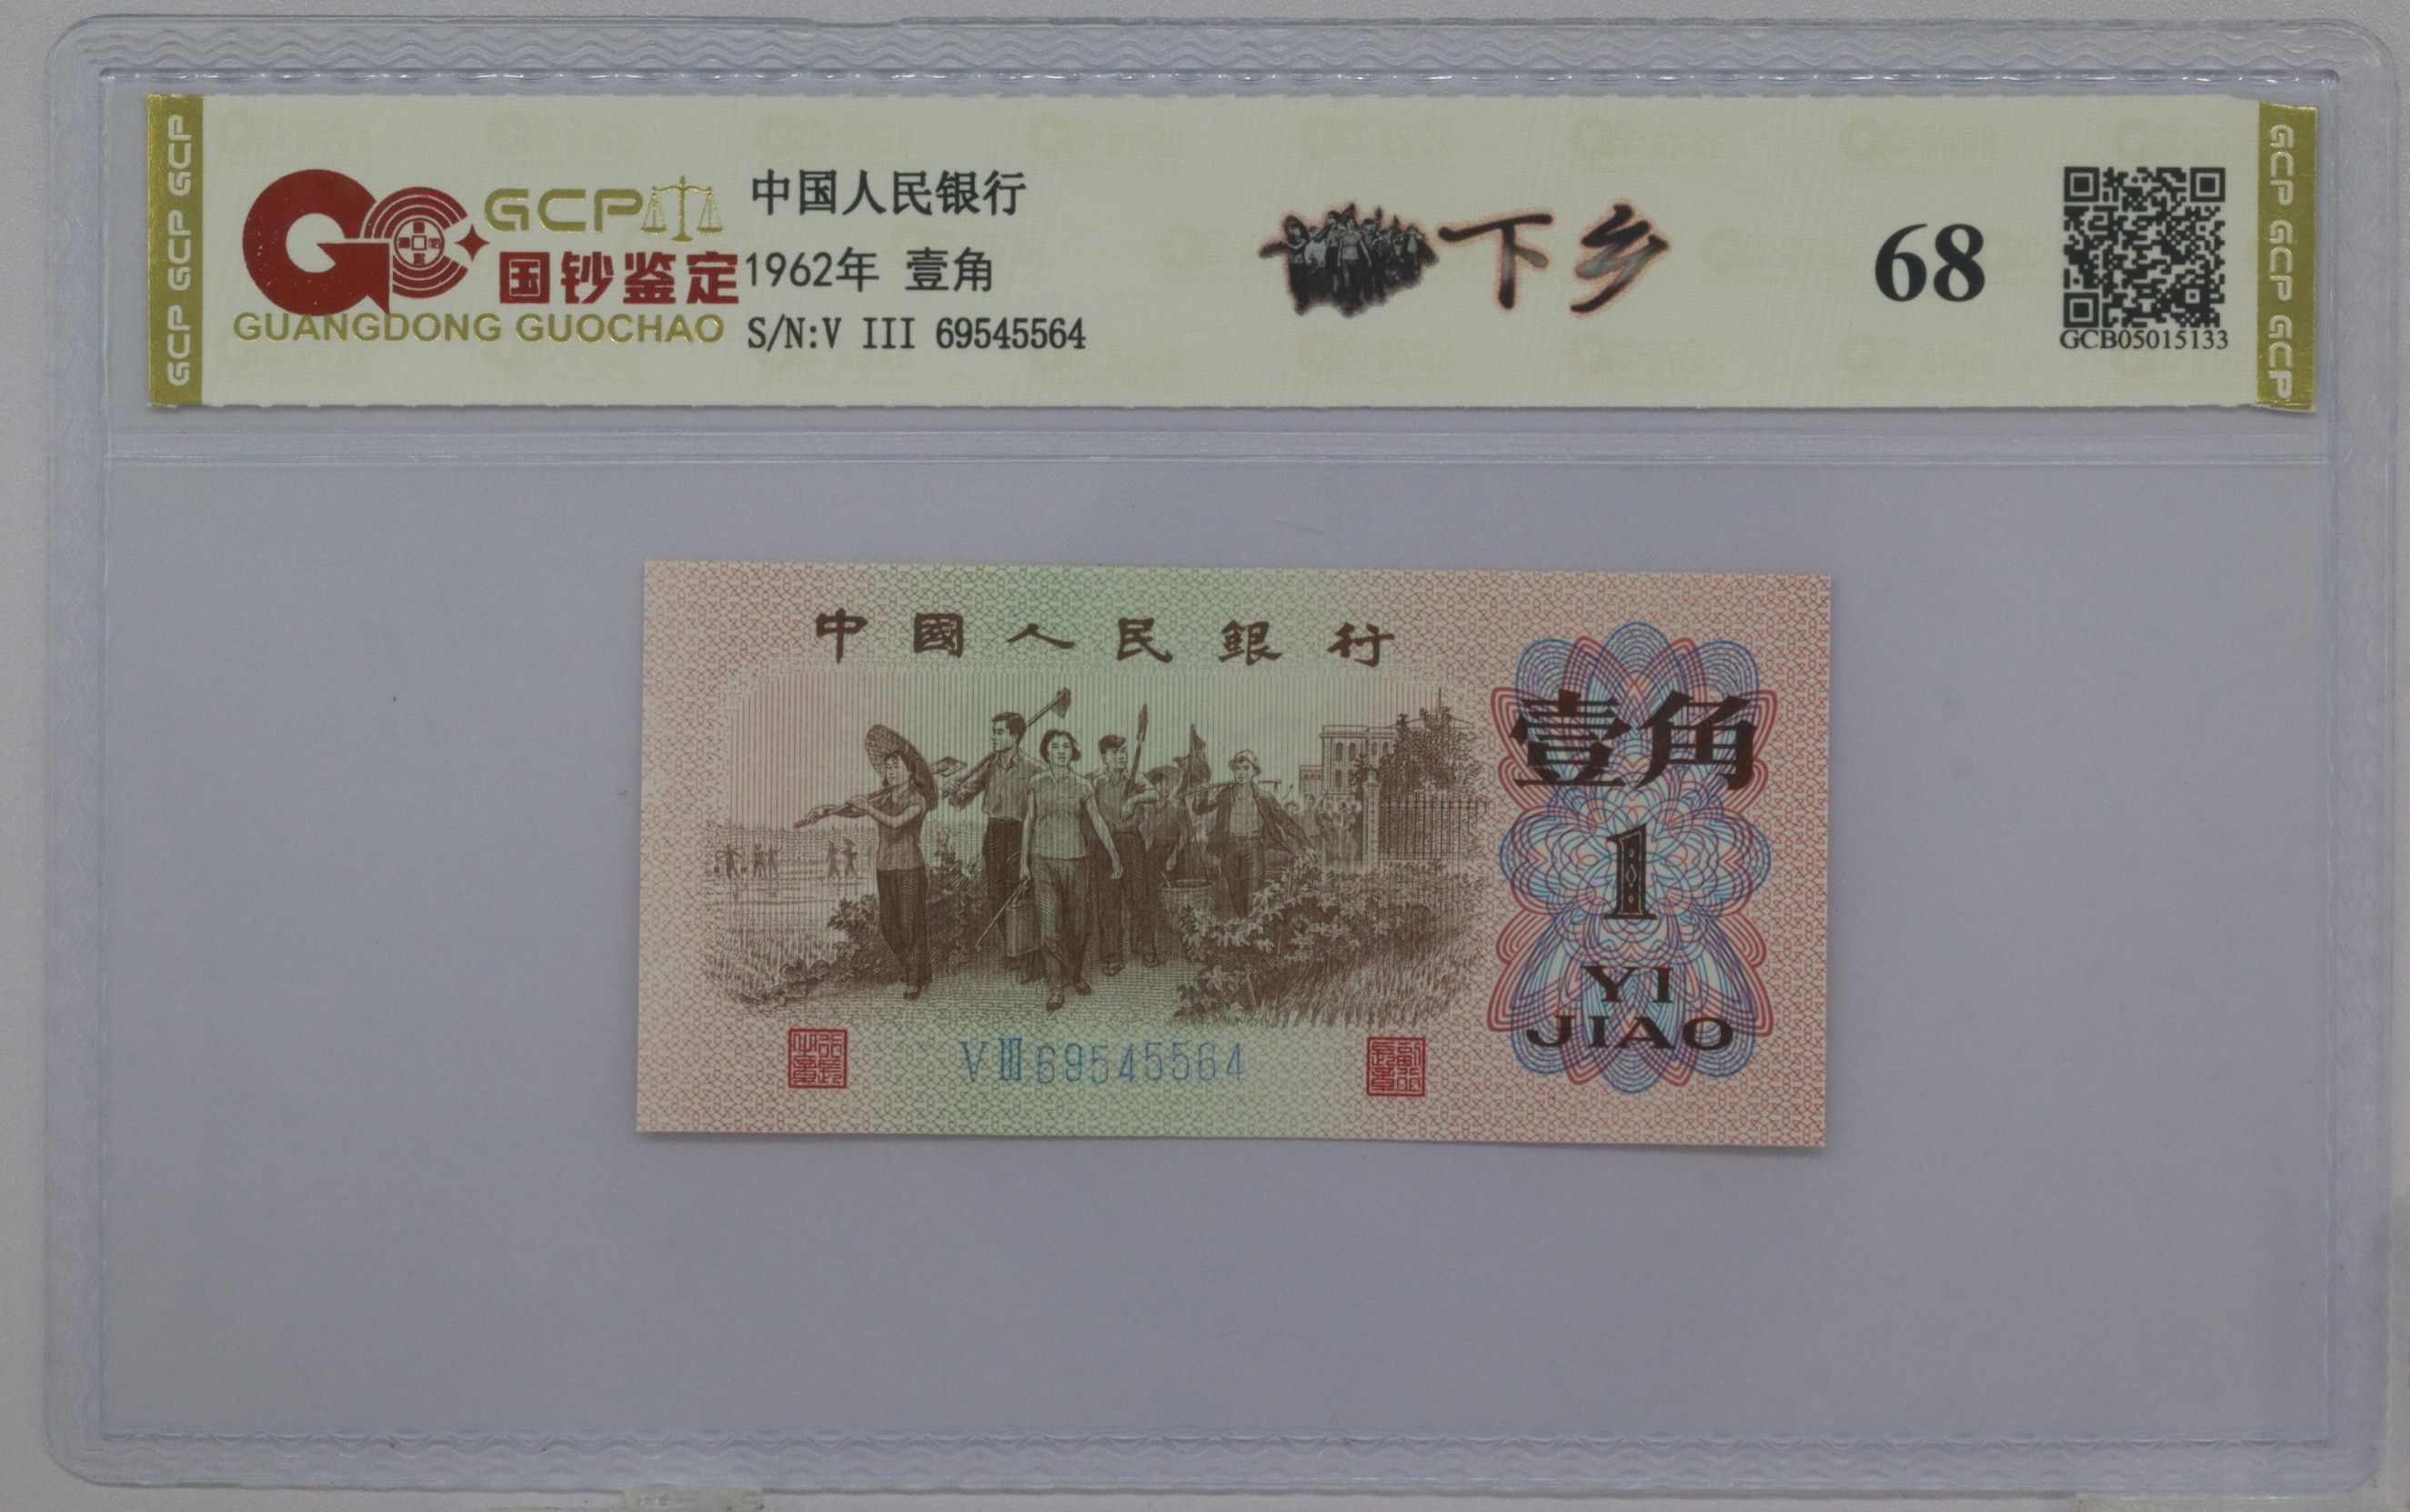 GCP GCP GCP
GCP
国钞鉴定
GUANGDONG GUOCHAO
中国人民银行
1962年 壹角
S/N:V III 69545564
下乡
68
GCB05015133
GCP GCP GCP
中國人民銀行
壹角
1
YI
JIAO
V III 69545564